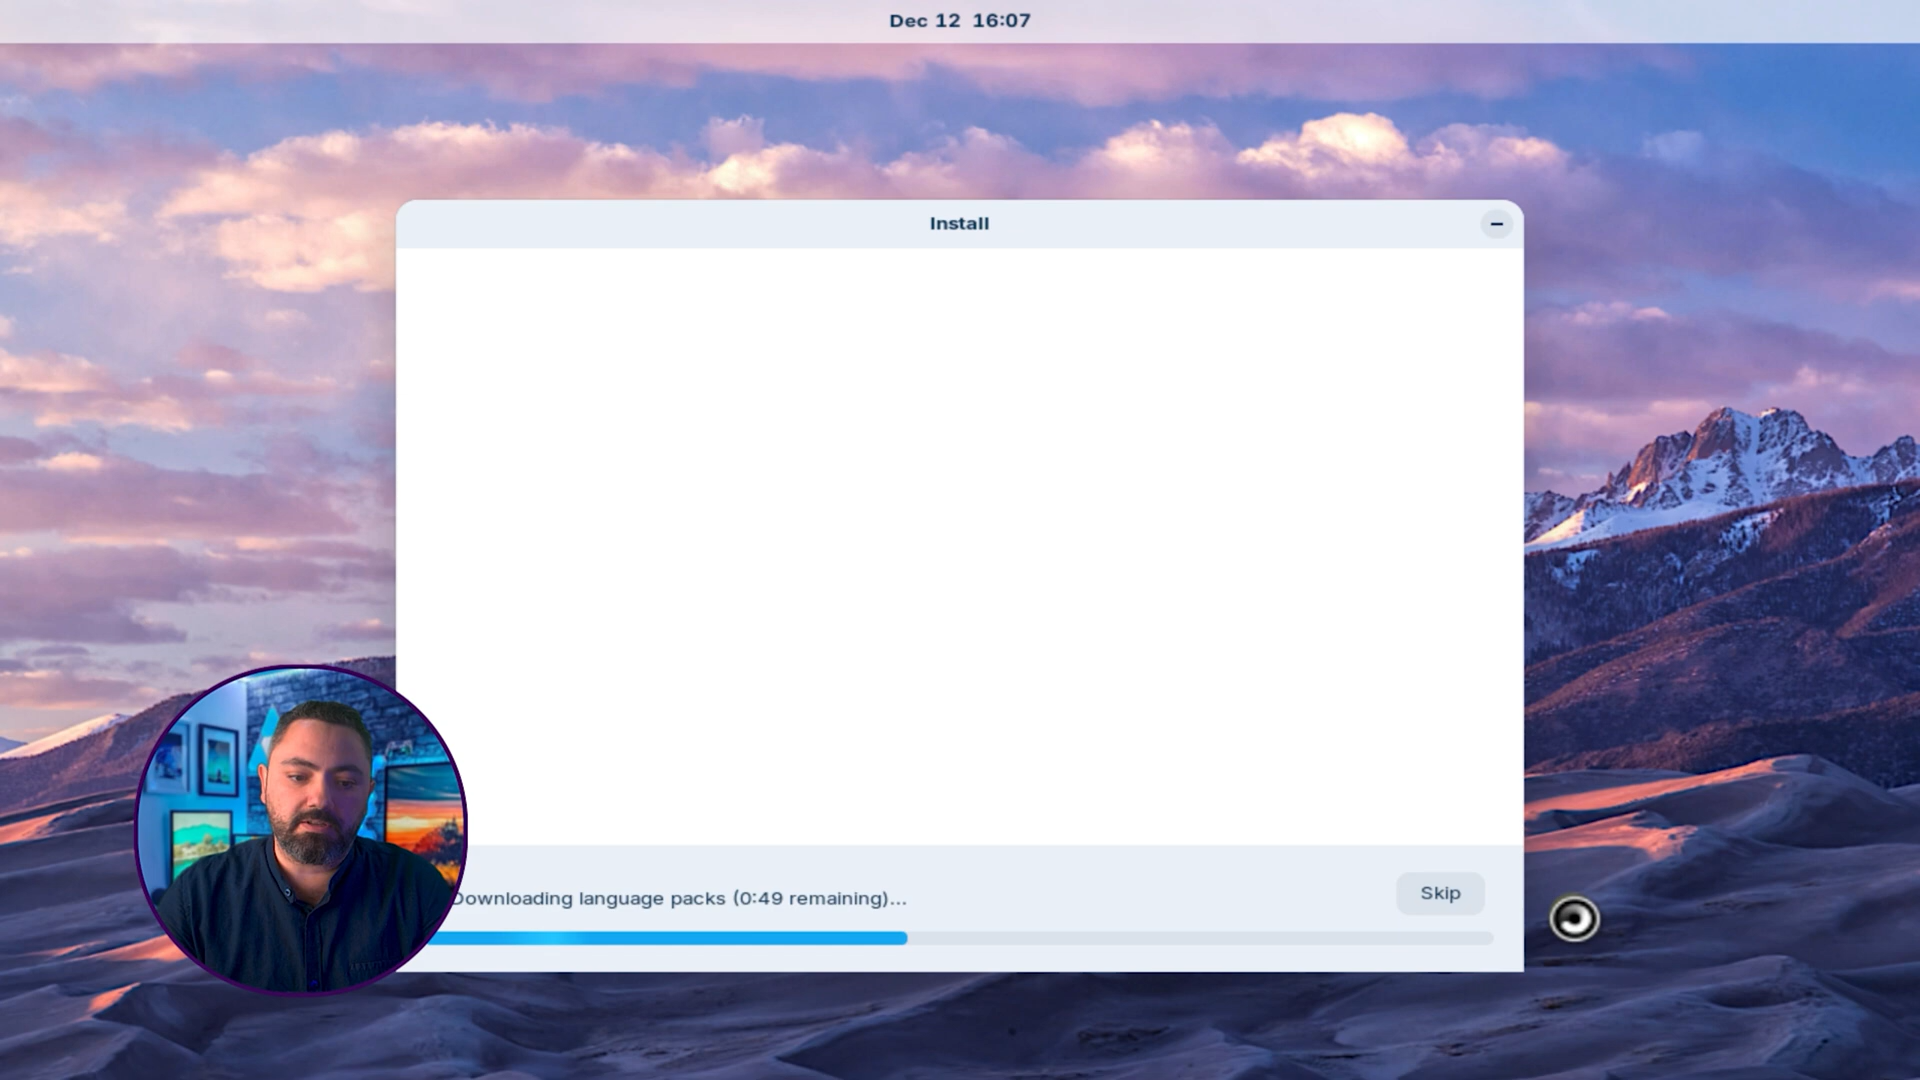 Dec 12 16:07
Install
Downloading language packs (0:49 remaining)...
Skip